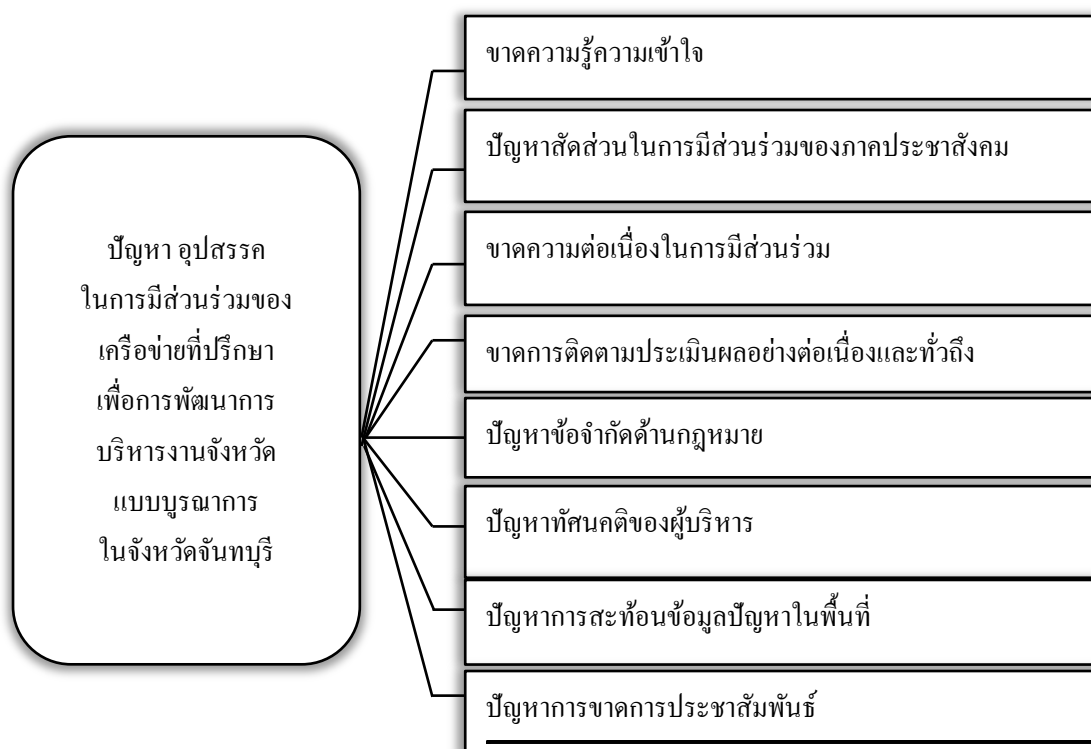 ปัญหา อุปสรรค
ในการมีส่วนร่วมของ
เครือข่ายที่ปรึกษา
เพื่อการพัฒนาการ
บริหารงานจังหวัด
แบบบูรณาการ
ในจังหวัดจันทบุรี
ขาดความรู้ความเข้าใจ
ปัญหาสัดส่วนในการมีส่วนร่วมของภาคประชาสังคม
ขาดความต่อเนื่องในการมีส่วนร่วม
ขาดการติดตามประเมินผลอย่างต่อเนื่องและทั่วถึง
ปัญหาข้อจำกัดด้านกฎหมาย
ปัญหาทัศนคติของผู้บริหาร
ปัญหาการสะท้อนข้อมูลปัญหาในพื้นที่
ปัญหาการขาดการประชาสัมพันธ์